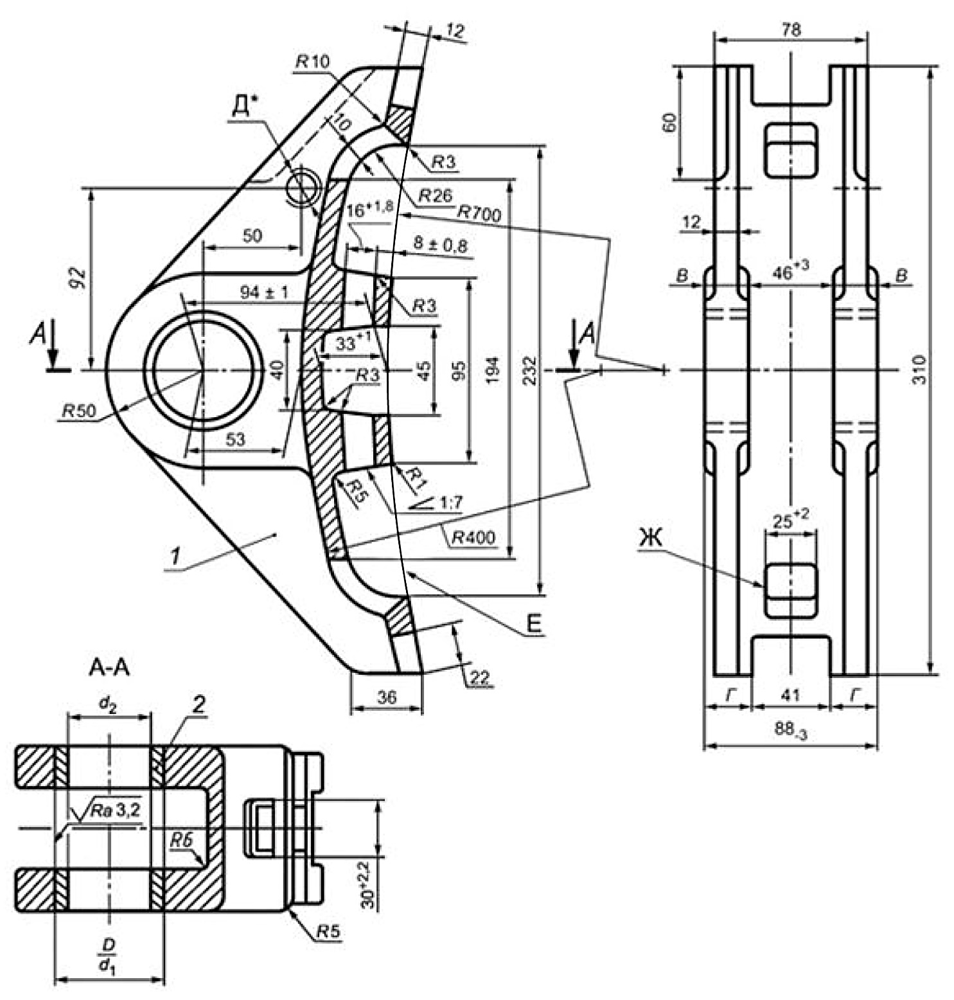 12
R10
Д*
10
R3
R26
16+1,8
R700
50
8 ± 0,8
92
94 ± 1
R3
A
A
33+1
40
R3
45
95
194
232
R50
53
R1
R5
1:7
R400
1
E
22
36
78
60
12
B
46+3
B
310
25+2
Ж
Г
41
Г
88-3
A-A
d2
2
Ra 3,2
R6
30+2,2
R5
D
d1